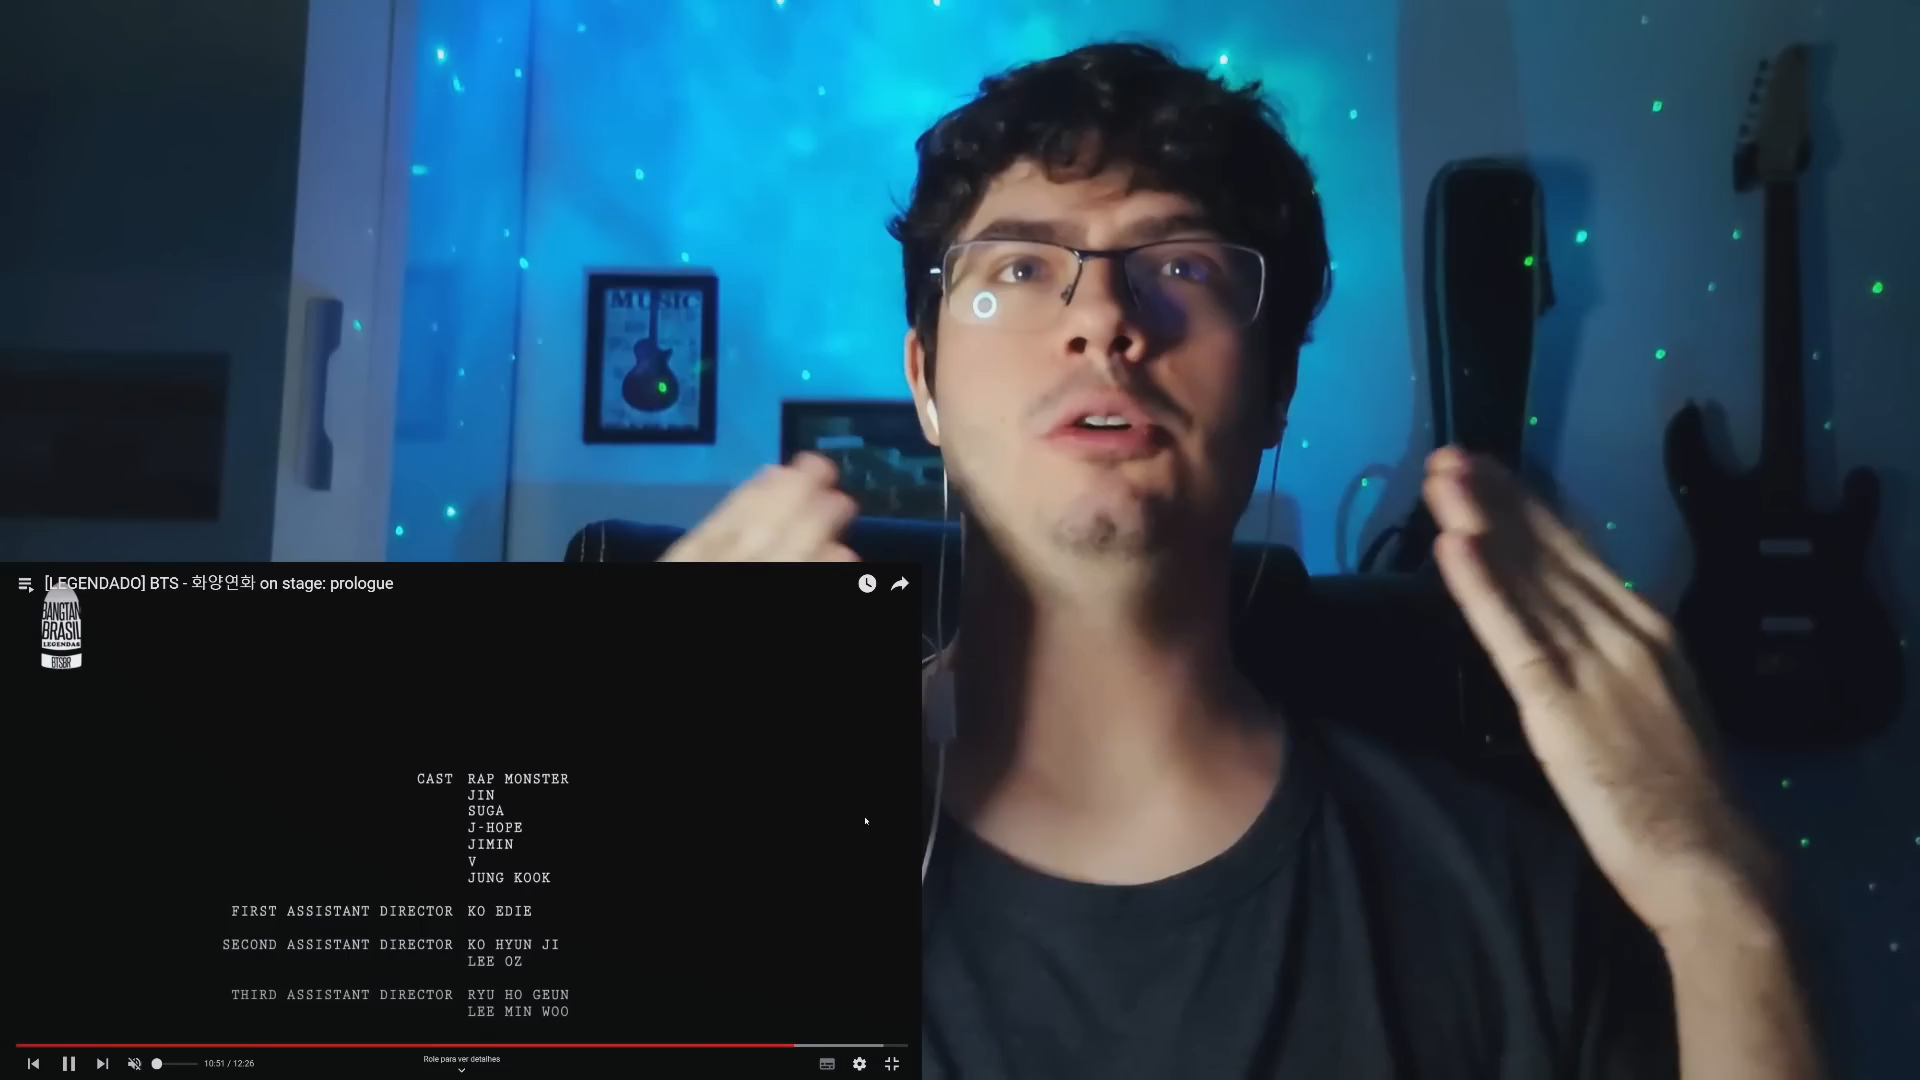 MUSIC
[LEGENDADO] BTS - 화양연화 on stage: prologue
BANGTAN
BRASIL
LEGENDAS
BTSBR
CAST RAP MONSTER
JIN
SUGA
J-HOPE
JIMIN
V
JUNG KOOK
FIRST ASSISTANT DIRECTOR KO EDIE
SECOND ASSISTANT DIRECTOR KO HYUN JI
LEE OZ
THIRD ASSISTANT DIRECTOR RYU HO GEUN
LEE MIN WOO
10:51 / 12:26
Role para ver detalhes